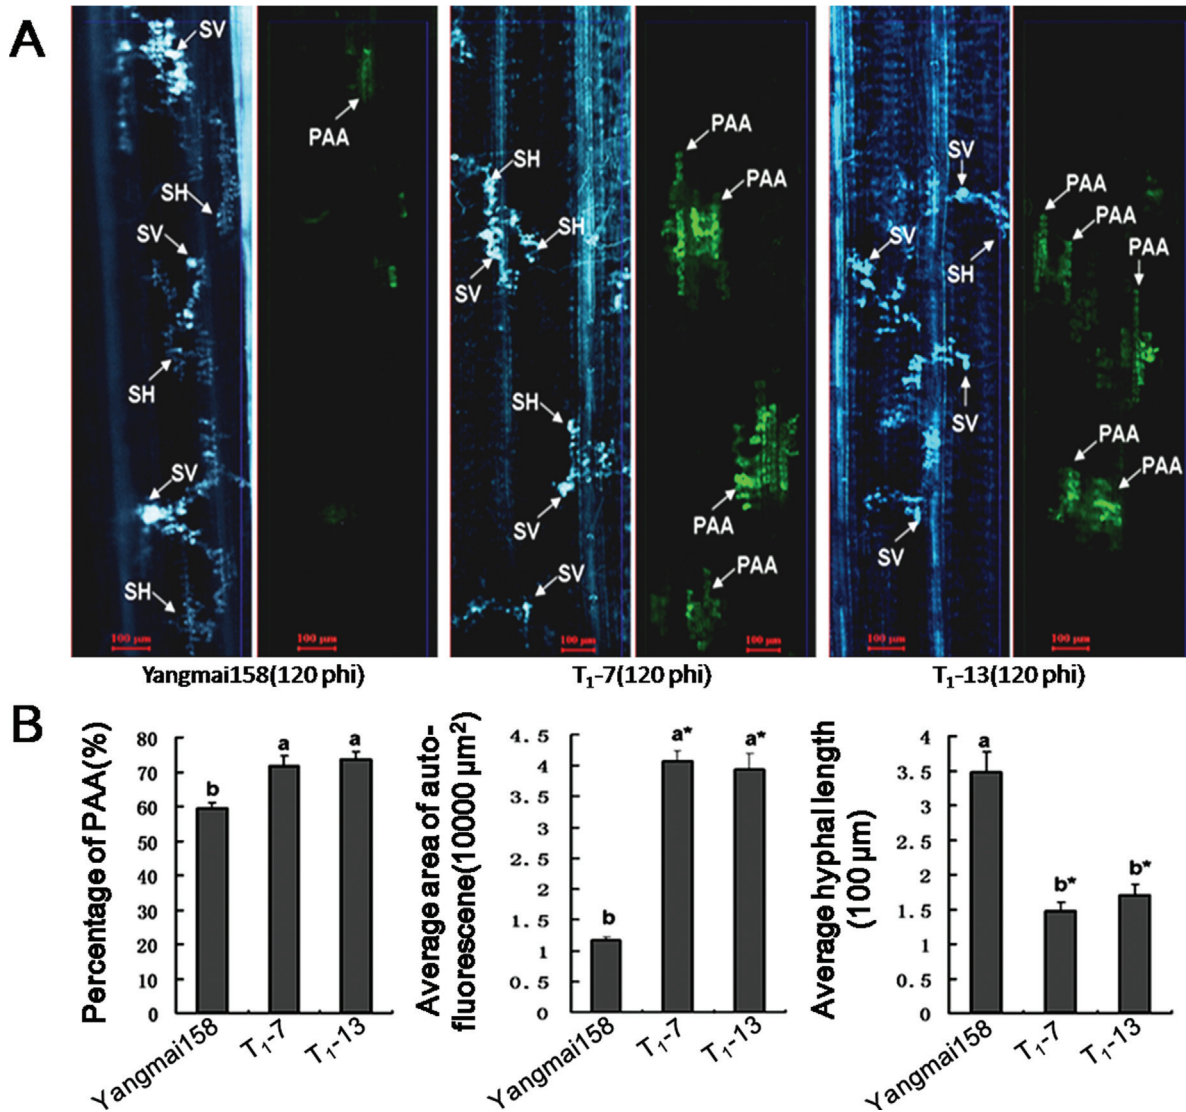 A
SV
PAA
SH
SV
SH
SV
SH
100 μm
100 μm
SH
SH
SV
SH
SV
SV
100 μm
PAA
PAA
PAA
PAA
100 μm
SV
SV
SH
SV
SV
100 μm
PAA
PAA
PAA
PAA
PAA
100 μm
Yangmai158(120 phi)
T₁-7(120 phi)
T₁-13(120 phi)
B
Percentage of PAA(%)
80
70
60
50
40
30
20
10
0
b
a
a
Yangmai158
T₁-7
T₁-13
Average area of auto-
fluorescene(10000 μm²)
4.5
4
3.5
3
2.5
2
1.5
1
0.5
0
b
a*
a*
Yangmai158
T₁-7
T₁-13
Average hyphal length
(100 μm)
4
3.5
3
2.5
2
1.5
1
0.5
0
a
b*
b*
Yangmai158
T₁-7
T₁-13